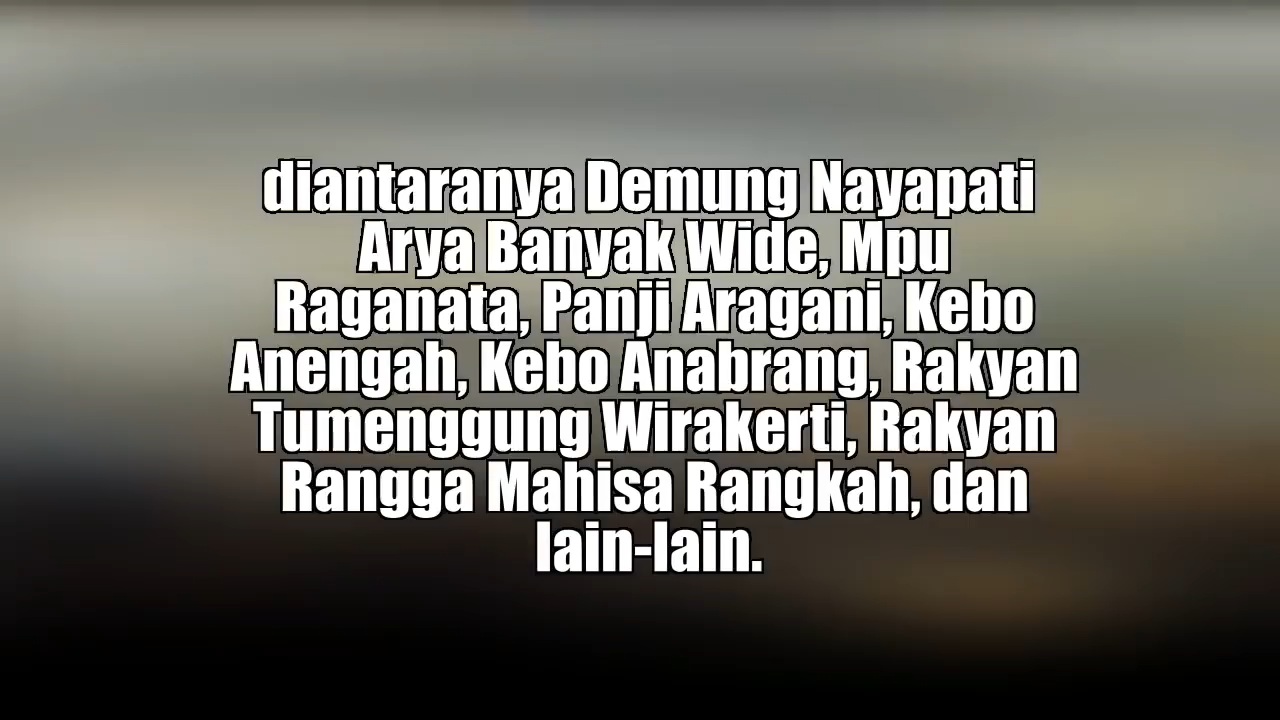 diantaranya Demung Nayapati
Arya Banyak Wide, Mpu
Raganata, Panji Aragani, Kebo
Anengah, Kebo Anabrang, Rakyan
Tumenggung Wirakerti, Rakyan
Rangga Mahisa Rangkah, dan
lain-lain.